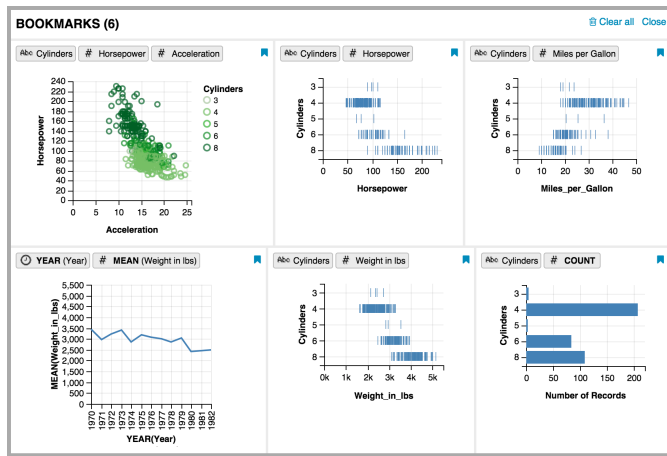 BOOKMARKS (6)
Clear all Close
Abc Cylinders # Horsepower # Acceleration
240
220
200
180
160
140
120
100
80
60
40
20
0
Horsepower
0 5 10 15 20 25
Acceleration
Cylinders
3
4
5
6
8
Abc Cylinders # Horsepower
Cylinders
3
4
5
6
8
0 50 100 150 200
Horsepower
Abc Cylinders # Miles per Gallon
Cylinders
3
4
5
6
8
0 10 20 30 40 50
Miles_per_Gallon
YEAR (Year) # MEAN (Weight in lbs)
5,500
5,000
4,500
4,000
3,500
3,000
2,500
2,000
1,500
1,000
500
0
MEAN(Weight_in_lbs)
1970 1971 1972 1973 1974 1975 1976 1977 1978 1979 1980 1981 1982
YEAR(Year)
Abc Cylinders # Weight in lbs
Cylinders
3
4
5
6
8
0k 1k 2k 3k 4k 5k
Weight_in_lbs
Abc Cylinders # COUNT
Cylinders
3
4
5
6
8
0 50 100 150 200
Number of Records